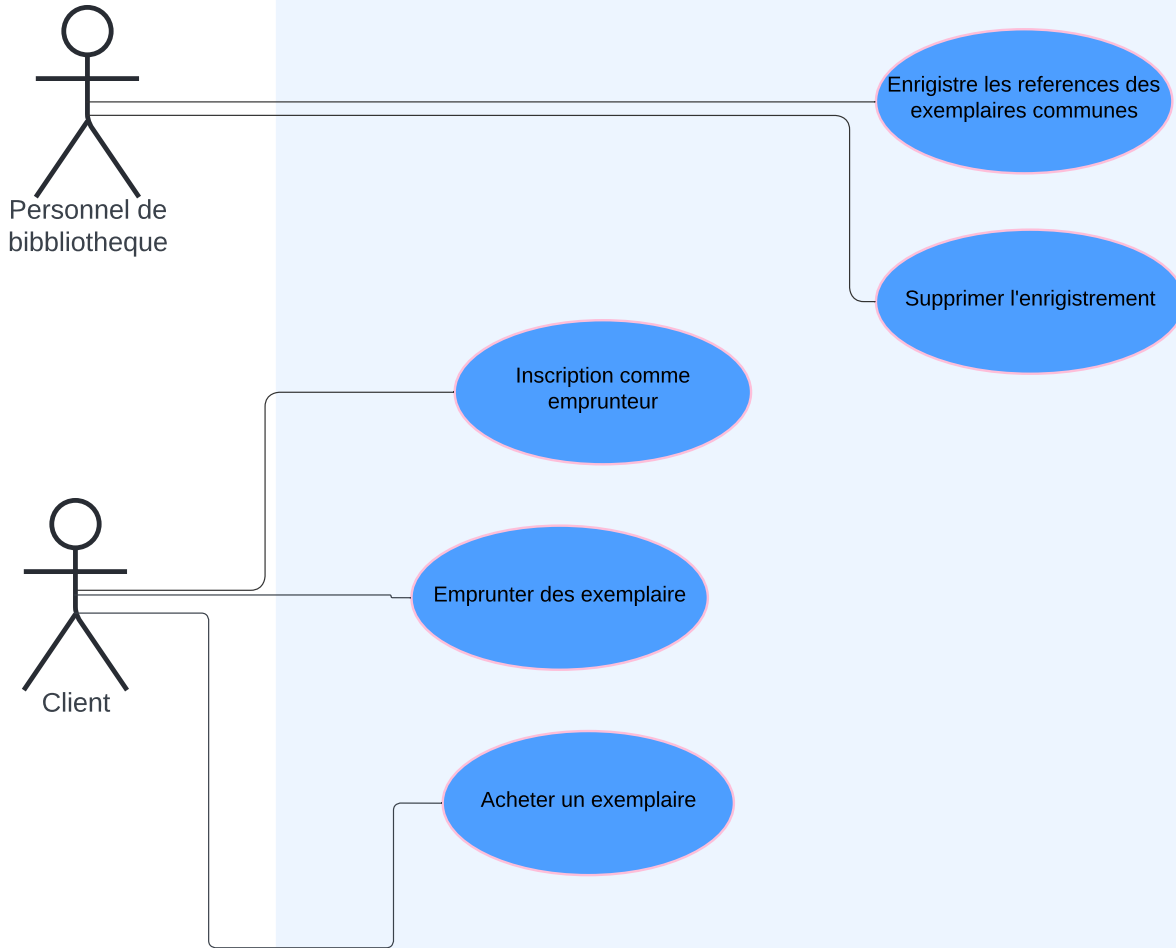 Enrigistre les references des
exemplaires communes
Personnel de
bibbliotheque
Supprimer l'enrigistrement
Inscription comme
emprunteur
Emprunter des exemplaire
Client
Acheter un exemplaire